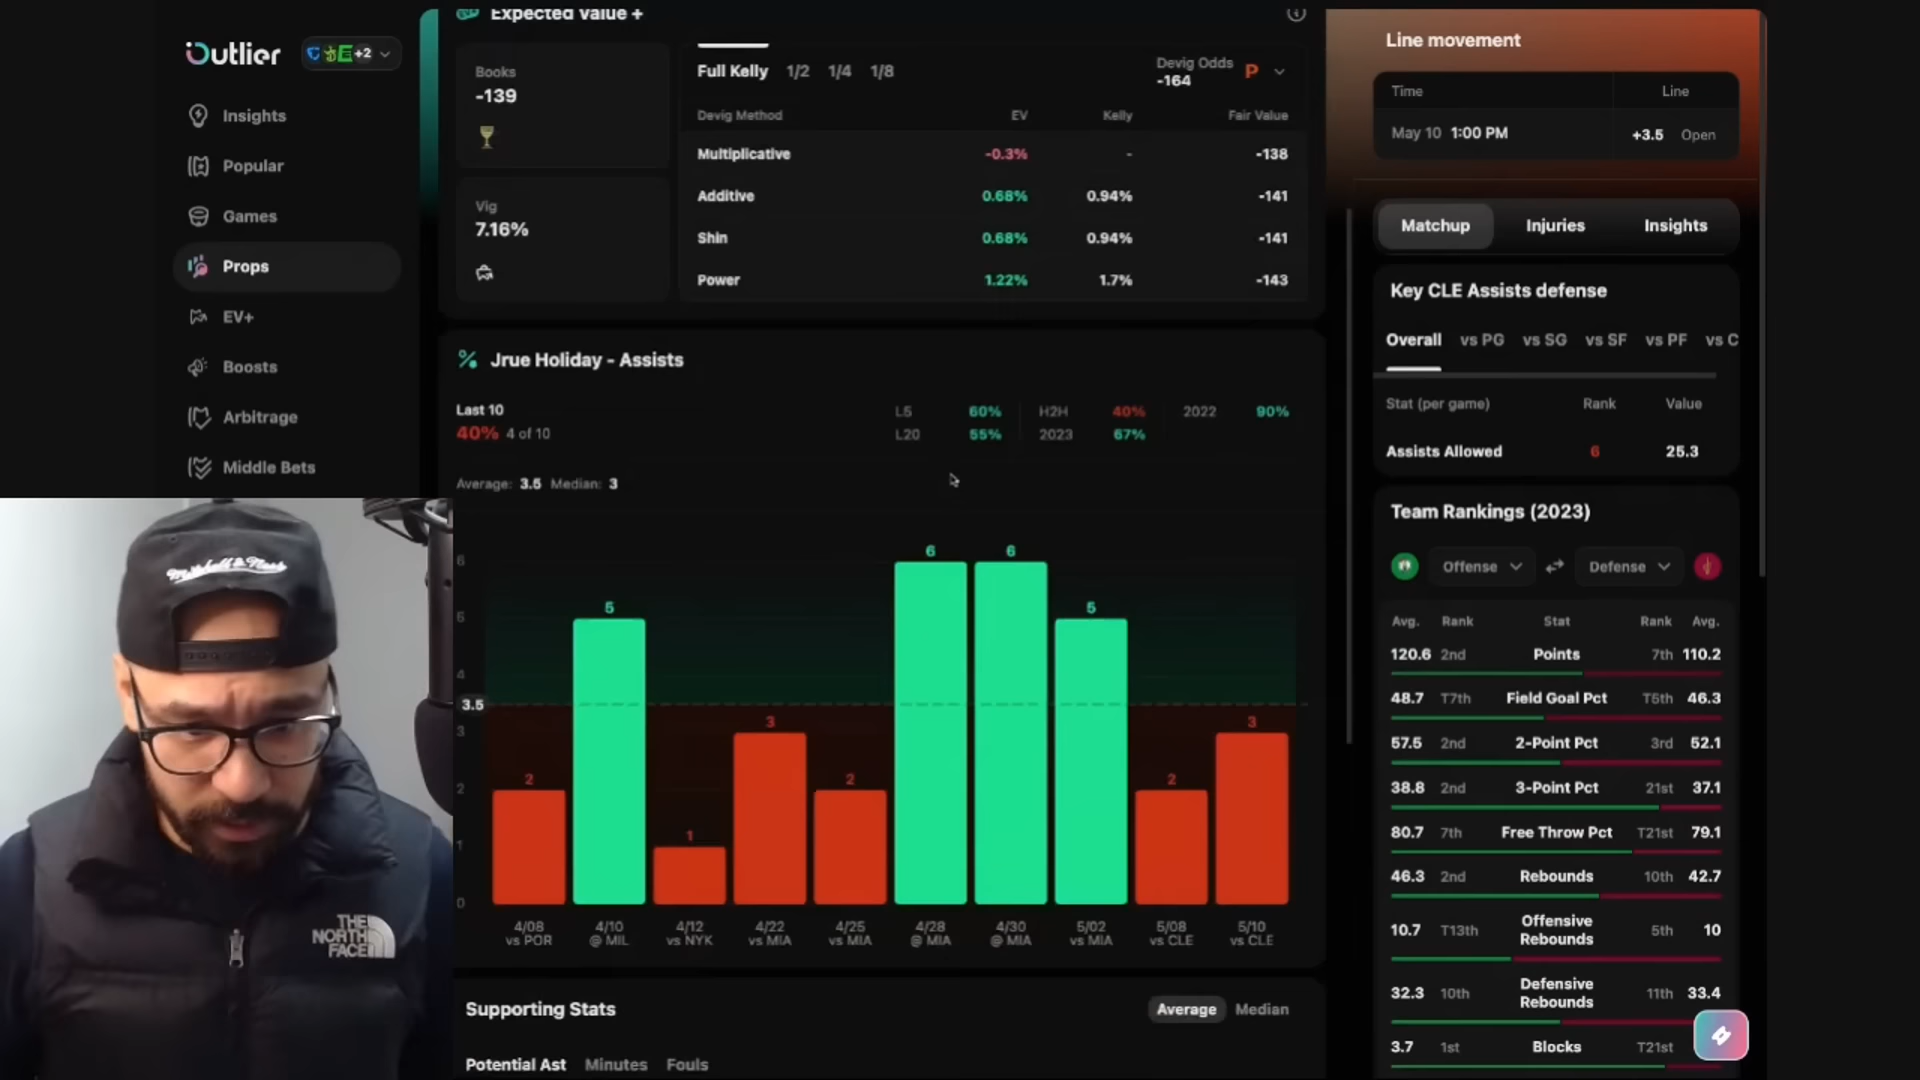 Outlier
+2
Insights
Popular
Games
Props
EV+
Boosts
Arbitrage
Middle Bets
Expected Value +
Books
-139
Vig
7.16%
Full Kelly 1/2 1/4 1/8
Devig Odds
-164
P
Devig Method EV Kelly Fair Value
Multiplicative -0.3% - -138
Additive 0.68% 0.94% -141
Shin 0.68% 0.94% -141
Power 1.22% 1.7% -143
Jrue Holiday - Assists
Last 10
40% 4 of 10
L5 60% H2H 40% 2022 90%
L20 55% 2023 67%
Average: 3.5 Median: 3
6
5
4
3.5
3
2
1
0
2
5
1
3
2
6
6
5
2
3
4/08
vs POR
4/10
@ MIL
4/12
vs NYK
4/22
vs MIA
4/25
vs MIA
4/28
@ MIA
4/30
@ MIA
5/02
vs MIA
5/08
vs CLE
5/10
vs CLE
Supporting Stats
Average Median
Potential Ast Minutes Fouls
Line movement
Time Line
May 10 1:00 PM +3.5 Open
Matchup Injuries Insights
Key CLE Assists defense
Overall vs PG vs SG vs SF vs PF vs C
Stat (per game) Rank Value
Assists Allowed 6 25.3
Team Rankings (2023)
Offense Defense
Avg. Rank Stat Rank Avg.
120.6 2nd Points 7th 110.2
48.7 T7th Field Goal Pct T5th 46.3
57.5 2nd 2-Point Pct 3rd 52.1
38.8 2nd 3-Point Pct 21st 37.1
80.7 7th Free Throw Pct T21st 79.1
46.3 2nd Rebounds 10th 42.7
10.7 T13th Offensive Rebounds 5th 10
32.3 10th Defensive Rebounds 11th 33.4
3.7 1st Blocks T21st
Mitchell & Ness
THE
NORTH
FACE